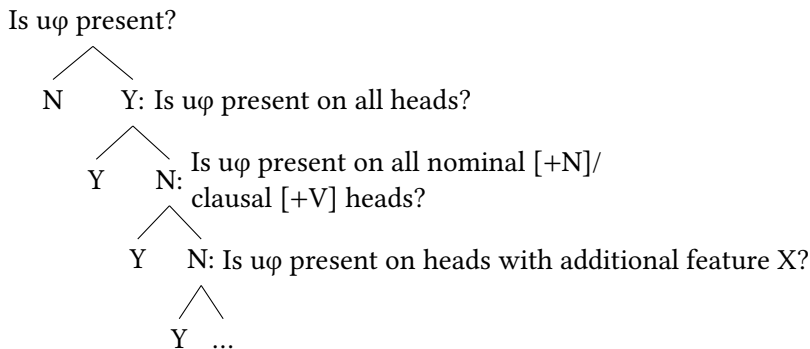 Is uφ present?
N Y: Is uφ present on all heads?
Y N: Is uφ present on all nominal [+N]/
clausal [+V] heads?
Y N: Is uφ present on heads with additional feature X?
Y ...